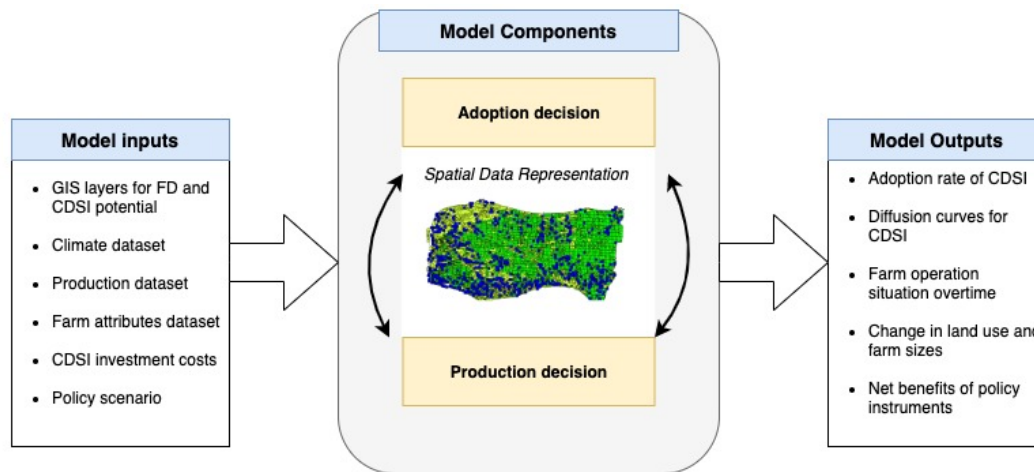 Model Components
Adoption decision
Spatial Data Representation
Production decision
Model inputs
GIS layers for FD and
CDSI potential
Climate dataset
Production dataset
Farm attributes dataset
CDSI investment costs
Policy scenario
Model Outputs
Adoption rate of CDSI
Diffusion curves for
CDSI
Farm operation
situation overtime
Change in land use and
farm sizes
Net benefits of policy
instruments